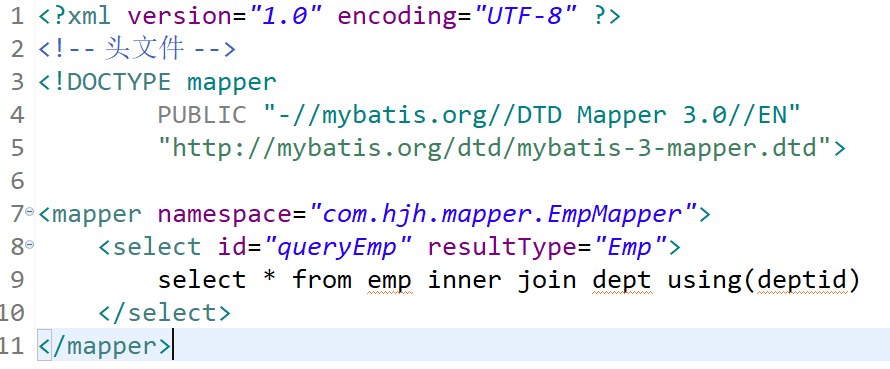 1 <?xml version="1.0" encoding="UTF-8" ?>
2 <!-- 头文件 -->
3 <!DOCTYPE mapper
4 PUBLIC "-//mybatis.org//DTD Mapper 3.0//EN"
5 "http://mybatis.org/dtd/mybatis-3-mapper.dtd">
6
7 <mapper namespace="com.hjh.mapper.EmpMapper">
8 <select id="queryEmp" resultType="Emp">
9 select * from emp inner join dept using(deptid)
10 </select>
11 </mapper>